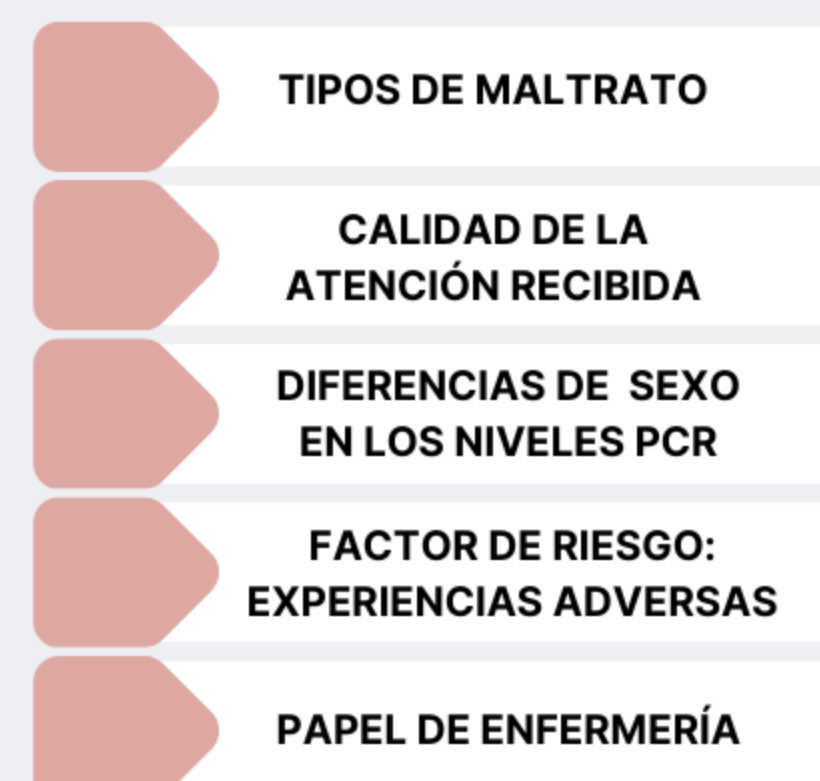 TIPOS DE MALTRATO
CALIDAD DE LA
ATENCIÓN RECIBIDA
DIFERENCIAS DE  SEXO
EN LOS NIVELES PCR
FACTOR DE RIESGO:
EXPERIENCIAS ADVERSAS
PAPEL DE ENFERMERÍA